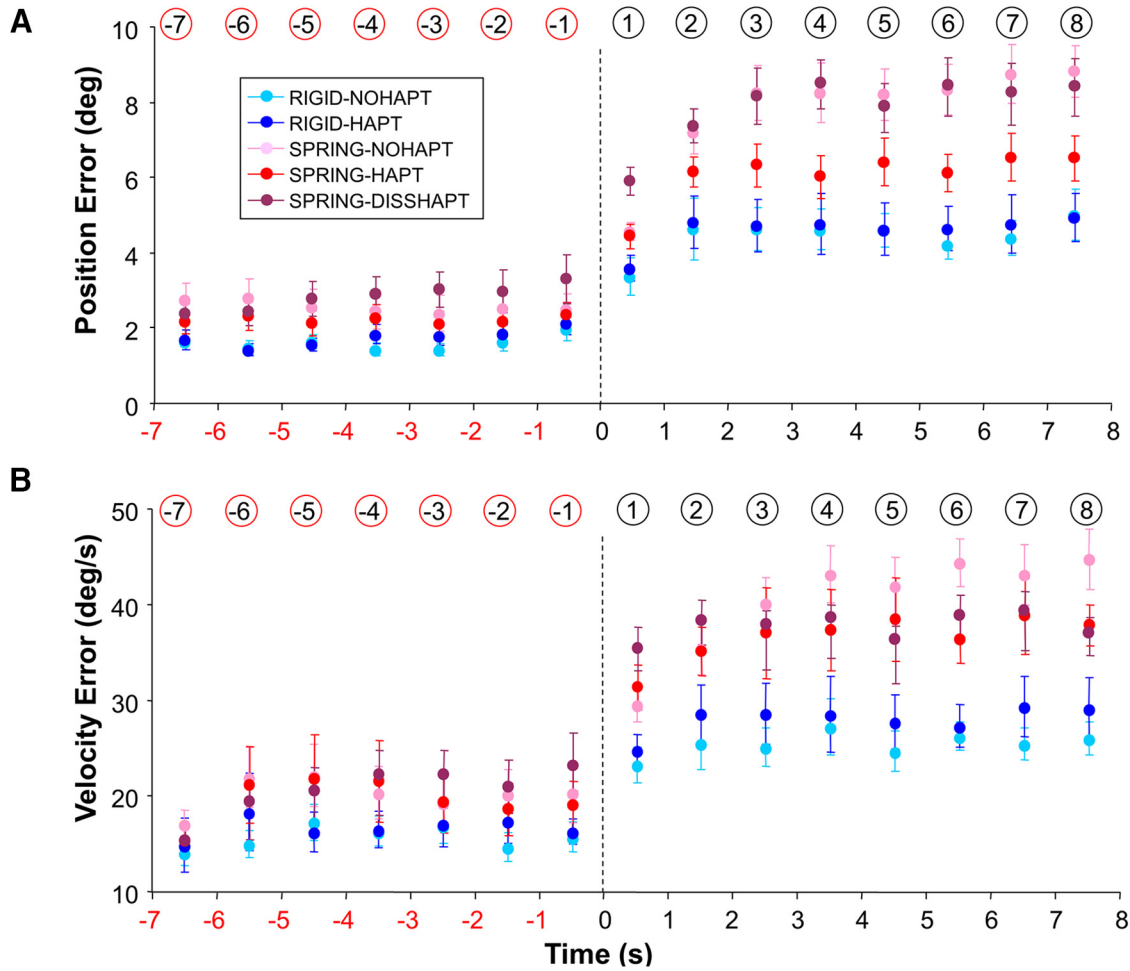 A
-7 -6 -5 -4 -3 -2 -1 1 2 3 4 5 6 7 8
10
8
6
4
2
0
Position Error (deg)
RIGID-NOHAPT
RIGID-HAPT
SPRING-NOHAPT
SPRING-HAPT
SPRING-DISSHAPT
-7 -6 -5 -4 -3 -2 -1 0 1 2 3 4 5 6 7 8
B
-7 -6 -5 -4 -3 -2 -1 1 2 3 4 5 6 7 8
50
40
30
20
10
Velocity Error (deg/s)
-7 -6 -5 -4 -3 -2 -1 0 1 2 3 4 5 6 7 8
Time (s)